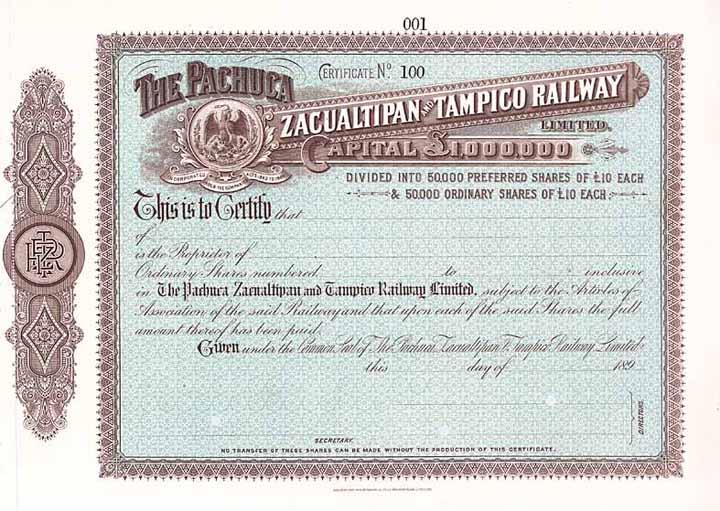 001
CERTIFICATE No. 100
THE PACHUCA
ZACUALTIPAN AND TAMPICO RAILWAY
LIMITED.
CAPITAL £1,000,000
DIVIDED INTO 50,000 PREFERRED SHARES OF £10 EACH
& 50,000 ORDINARY SHARES OF £10 EACH
This is to Certify that
of
is the Proprietor of
Ordinary Shares numbered to inclusive
in The Pachuca Zacualtipan and Tampico Railway Limited, subject to the Articles of
Association of the said Railway and that upon each of the said Shares the full
amount thereof has been paid.
Given under the Common Seal of The Pachuca, Zacualtipan & Tampico Railway Limited
this day of 189
DIRECTORS.
SECRETARY.
NO TRANSFER OF THESE SHARES CAN BE MADE WITHOUT THE PRODUCTION OF THIS CERTIFICATE.